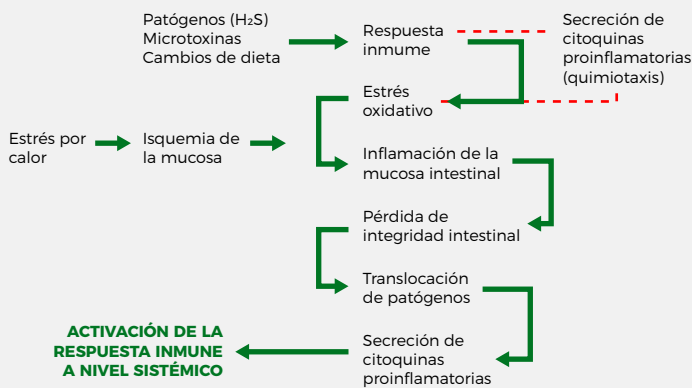 Patógenos (H₂S)
Microtoxinas
Cambios de dieta
Respuesta
inmume
Secreción de
citoquinas
proinflamatorias
(quimiotaxis)
Estrés
oxidativo
Estrés por
calor
Isquemia de
la mucosa
Inflamación de la
mucosa intestinal
Pérdida de
integridad intestinal
Translocación
de patógenos
Secreción de
citoquinas
proinflamatorias
ACTIVACIÓN DE LA
RESPUESTA INMUNE
A NIVEL SISTÉMICO